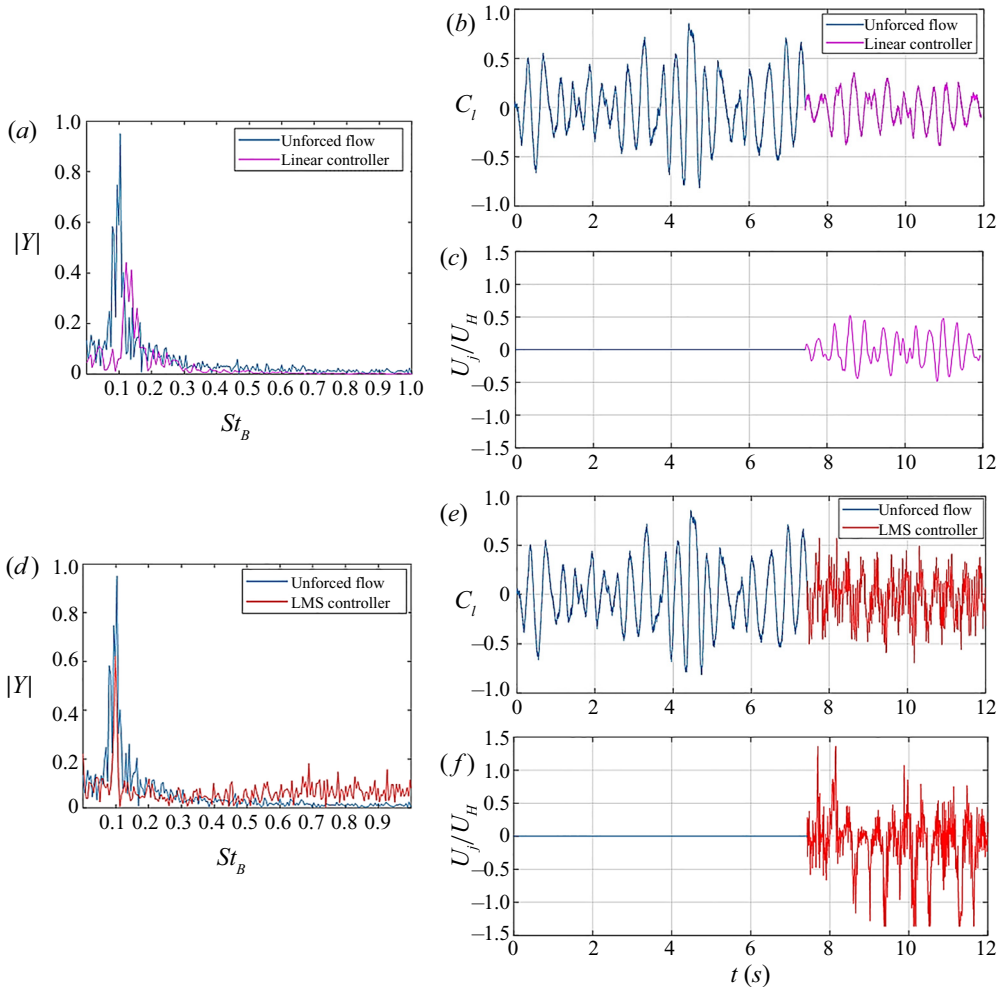 (a)
1.0
0.8
0.6
0.4
0.2
0
|Y|
Unforced flow
Linear controller
0.1 0.2 0.3 0.4 0.5 0.6 0.7 0.8 0.9 1.0
St_B
(b)
1.0
0.5
0
−0.5
−1.0
C_l
Unforced flow
Linear controller
0 2 4 6 8 10 12
(c)
1.5
1.0
0.5
0
−0.5
−1.0
−1.5
U_j/U_H
0 2 4 6 8 10 12
(d)
1.0
0.8
0.6
0.4
0.2
0
|Y|
Unforced flow
LMS controller
0.1 0.2 0.3 0.4 0.5 0.6 0.7 0.8 0.9
St_B
(e)
1.0
0.5
0
−0.5
−1.0
C_l
Unforced flow
LMS controller
0 2 4 6 8 10 12
(f)
1.5
1.0
0.5
0
−0.5
−1.0
−1.5
U_j/U_H
0 2 4 6 8 10 12
t (s)